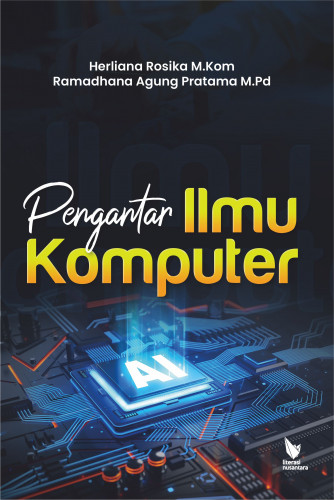 Herliana Rosika M.Kom
Ramadhana Agung Pratama M.Pd
Pengantar Ilmu
Komputer
AI
literasi
nusantara